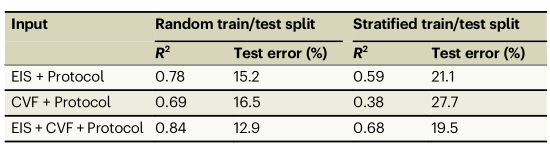 Input Random train/test split Stratified train/test split
R² Test error (%) R² Test error (%)
EIS + Protocol 0.78 15.2 0.59 21.1
CVF + Protocol 0.69 16.5 0.38 27.7
EIS + CVF + Protocol 0.84 12.9 0.68 19.5